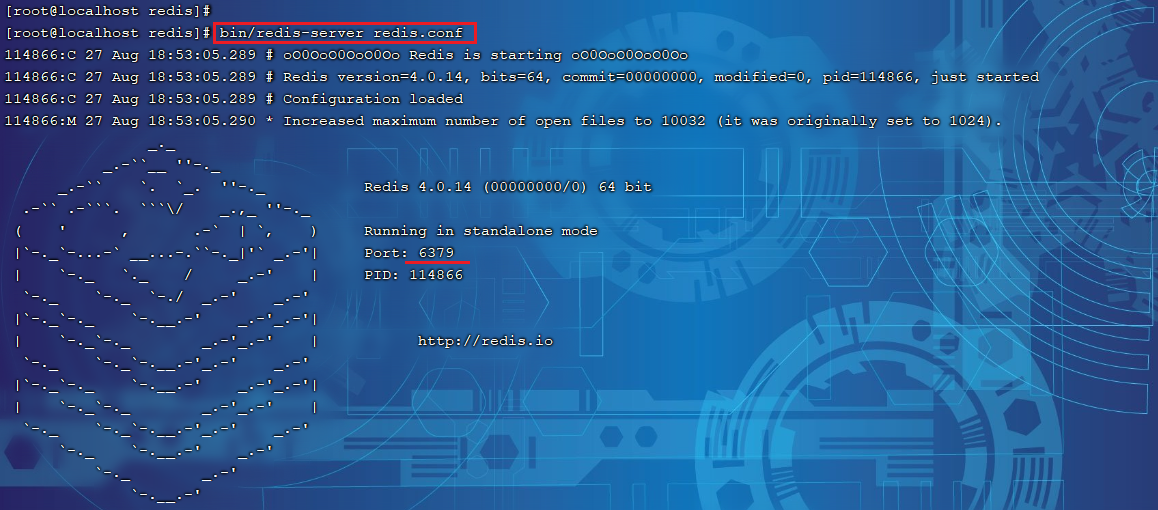 [root@localhost redis]#
[root@localhost redis]# bin/redis-server redis.conf
114866:C 27 Aug 18:53:05.289 # oO0OoO0OoO0Oo Redis is starting oO0OoO0OoO0Oo
114866:C 27 Aug 18:53:05.289 # Redis version=4.0.14, bits=64, commit=00000000, modified=0, pid=114866, just started
114866:C 27 Aug 18:53:05.289 # Configuration loaded
114866:M 27 Aug 18:53:05.290 * Increased maximum number of open files to 10032 (it was originally set to 1024).
Redis 4.0.14 (00000000/0) 64 bit
Running in standalone mode
Port: 6379
PID: 114866
http://redis.io